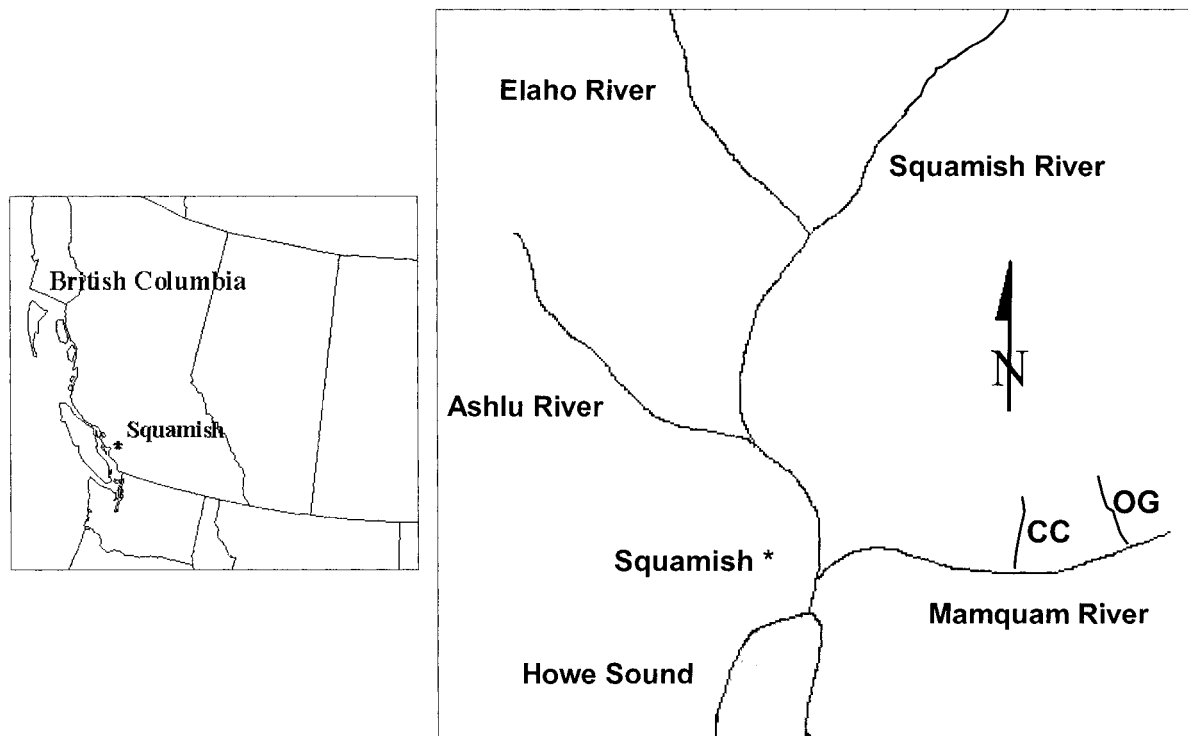 British Columbia
Squamish
Elaho River
Squamish River
Ashlu River
N
OG
CC
Squamish *
Mamquam River
Howe Sound